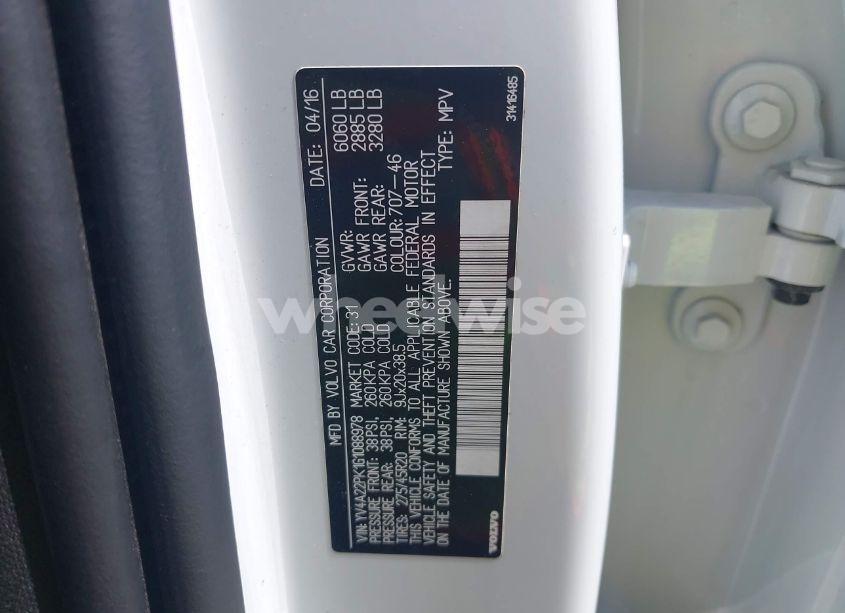 MFD BY VOLVO CAR CORPORATION DATE: 04/16
VIN: YV4A22PK1G1088978 MARKET CODE: 31 GVWR: 6060 LB
PRESSURE FRONT: 38PSI, 260KPA COLD GAWR FRONT: 2885 LB
PRESSURE REAR: 38PSI, 260KPA COLD GAWR REAR: 3280 LB
TIRES: 275/45R20 RIM: 9Jx20x38.5 COLOUR: 707-46
THIS VEHICLE CONFORMS TO ALL APPLICABLE FEDERAL MOTOR
VEHICLE SAFETY AND THEFT PREVENTION STANDARDS IN EFFECT
ON THE DATE OF MANUFACTURE SHOWN ABOVE. TYPE: MPV
VOLVO
31416485
wheelwise